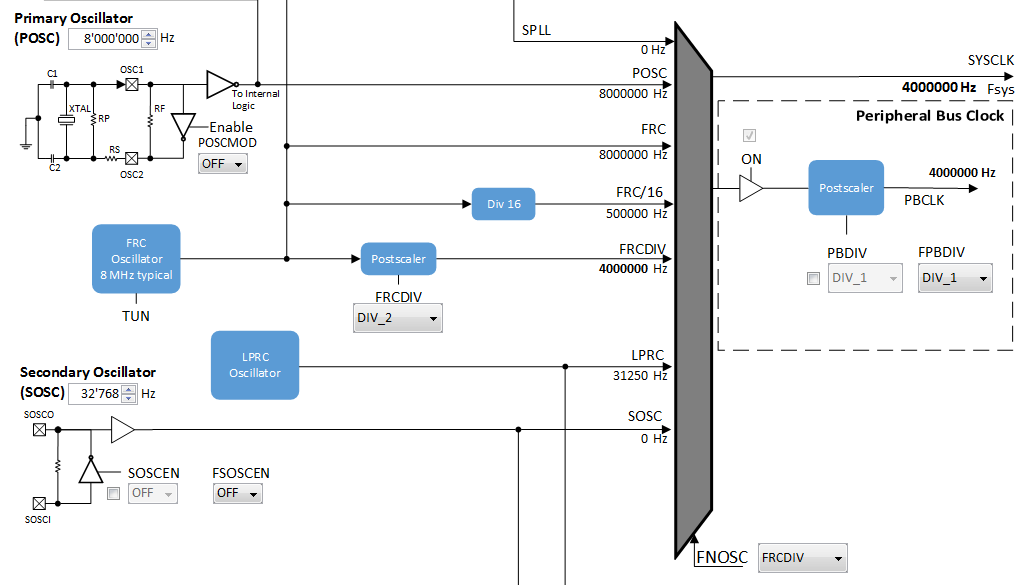 Primary Oscillator
(POSC) 8'000'000 Hz
SPLL
0 Hz
C1
OSC1
XTAL
RP
RF
RS
C2
OSC2
To Internal
Logic
Enable
POSCMOD
OFF
POSC
8000000 Hz
FRC
8000000 Hz
Div 16
FRC/16
500000 Hz
FRC
Oscillator
8 MHz typical
TUN
Postscaler
FRCDIV
DIV_2
FRCDIV
4000000 Hz
LPRC
Oscillator
LPRC
31250 Hz
Secondary Oscillator
(SOSC) 32'768 Hz
SOSCO
SOSCI
SOSCEN
OFF
FSOSCEN
OFF
SOSC
0 Hz
FNOSC FRCDIV
SYSCLK
4000000 Hz Fsys
Peripheral Bus Clock
ON
Postscaler
4000000 Hz
PBCLK
PBDIV
DIV_1
FPBDIV
DIV_1